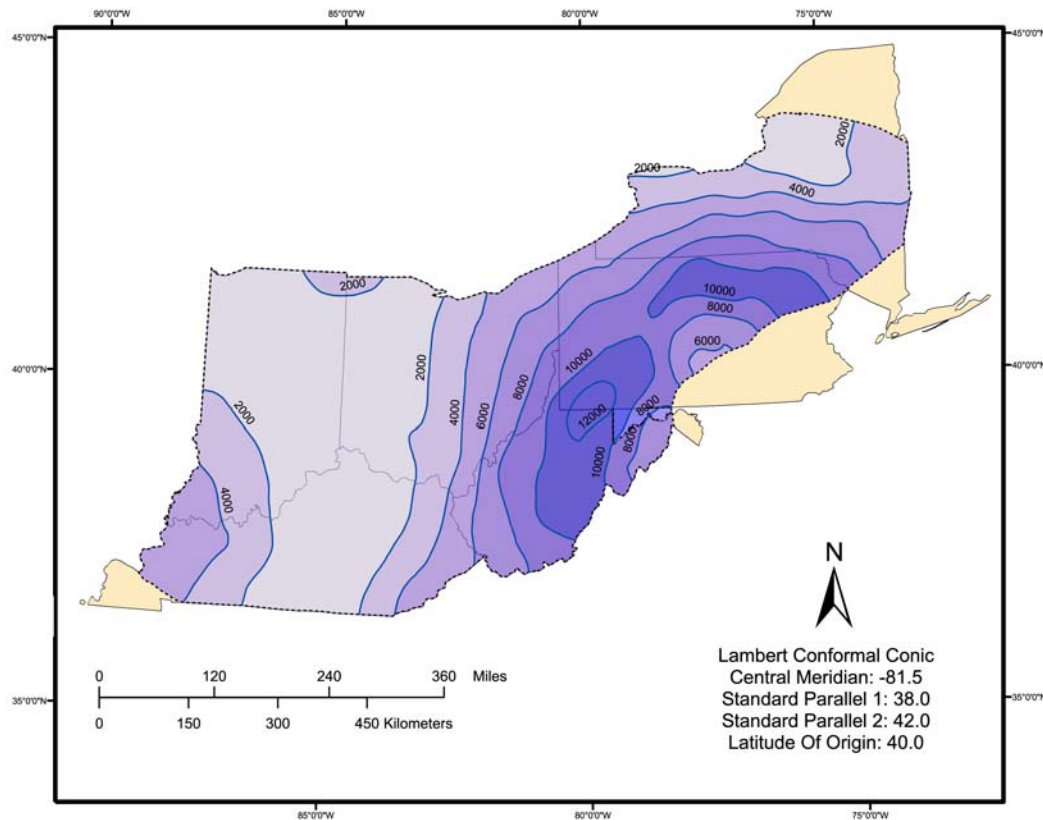 90°0'0"W 85°0'0"W 80°0'0"W 75°0'0"W
45°0'0"N
45°0'0"N
2000
2000
4000
2000
10000
8000
6000
40°0'0"N
40°0'0"N
2000
10000
8000
4000
6000
2000
12000
8000
8000
10000
4000
N
Lambert Conformal Conic
Central Meridian: -81.5
Standard Parallel 1: 38.0
Standard Parallel 2: 42.0
Latitude Of Origin: 40.0
0 120 240 360 Miles
0 150 300 450 Kilometers
35°0'0"N
35°0'0"N
85°0'0"W 80°0'0"W 75°0'0"W